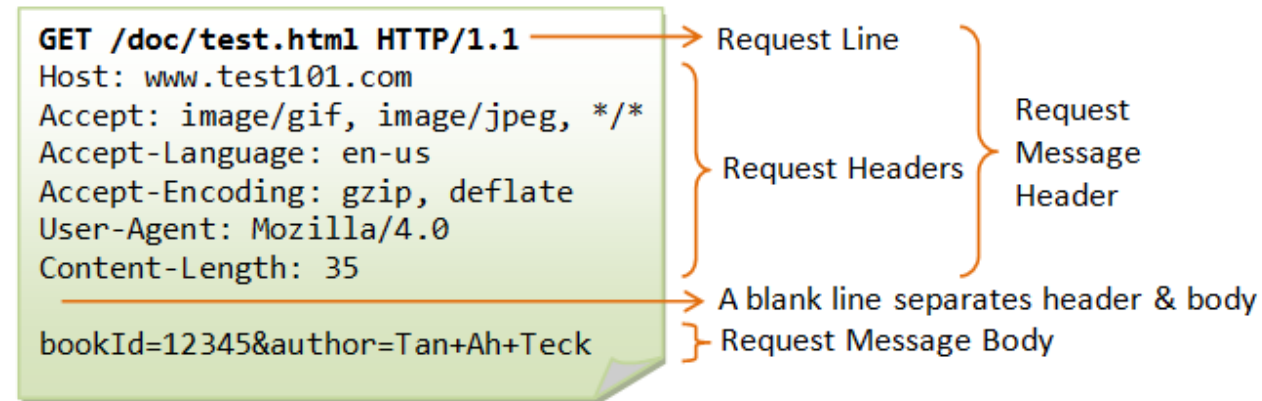 GET /doc/test.html HTTP/1.1
Host: www.test101.com
Accept: image/gif, image/jpeg, */*
Accept-Language: en-us
Accept-Encoding: gzip, deflate
User-Agent: Mozilla/4.0
Content-Length: 35
bookId=12345&author=Tan+Ah+Teck
Request Line
Request Headers
Request
Message
Header
A blank line separates header & body
Request Message Body